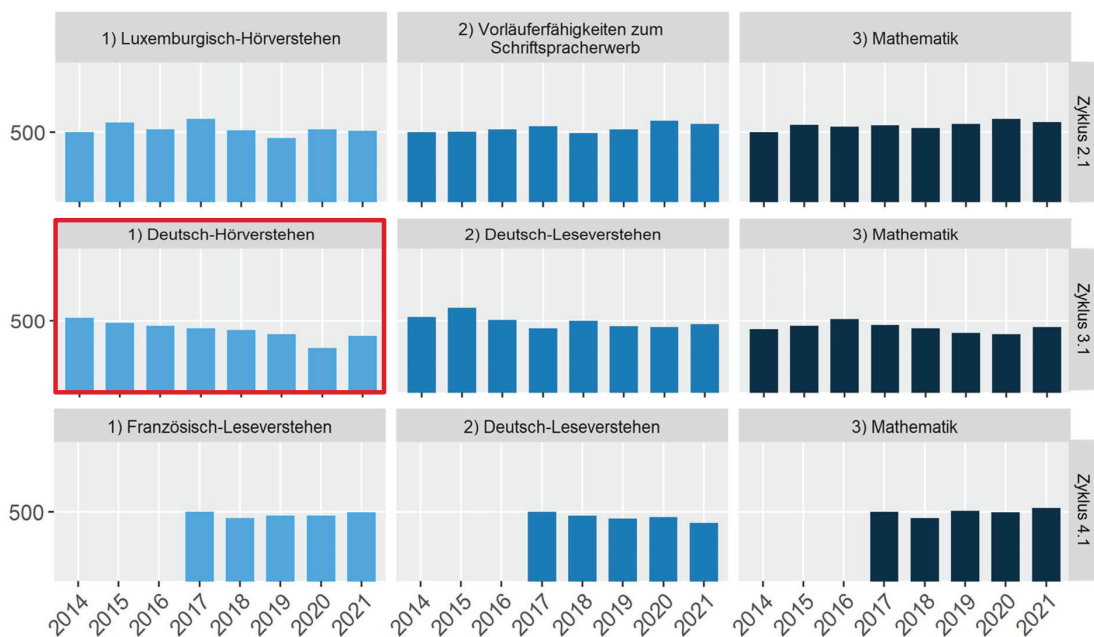 1) Luxemburgisch-Hörverstehen
2) Vorläuferfähigkeiten zum
Schriftspracherwerb
3) Mathematik
500
Zyklus 2.1
1) Deutsch-Hörverstehen
2) Deutsch-Leseverstehen
3) Mathematik
500
Zyklus 3.1
1) Französisch-Leseverstehen
2) Deutsch-Leseverstehen
3) Mathematik
500
Zyklus 4.1
2014 2015 2016 2017 2018 2019 2020 2021
2014 2015 2016 2017 2018 2019 2020 2021
2014 2015 2016 2017 2018 2019 2020 2021